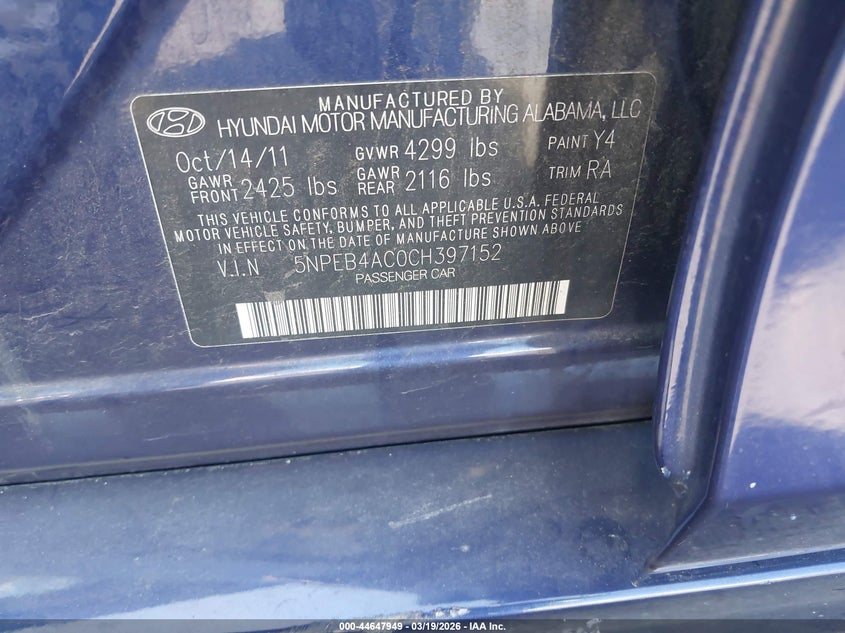 MANUFACTURED BY
HYUNDAI MOTOR MANUFACTURING ALABAMA, LLC
Oct/14/11 GVWR 4299 lbs PAINT Y4
GAWR FRONT 2425 lbs GAWR REAR 2116 lbs TRIM RA
THIS VEHICLE CONFORMS TO ALL APPLICABLE U.S.A. FEDERAL
MOTOR VEHICLE SAFETY, BUMPER, AND THEFT PREVENTION STANDARDS
IN EFFECT ON THE DATE OF MANUFACTURE SHOWN ABOVE
V.I.N 5NPEB4AC0CH397152
PASSENGER CAR
000-44647949 - 03/19/2026 - IAA Inc.